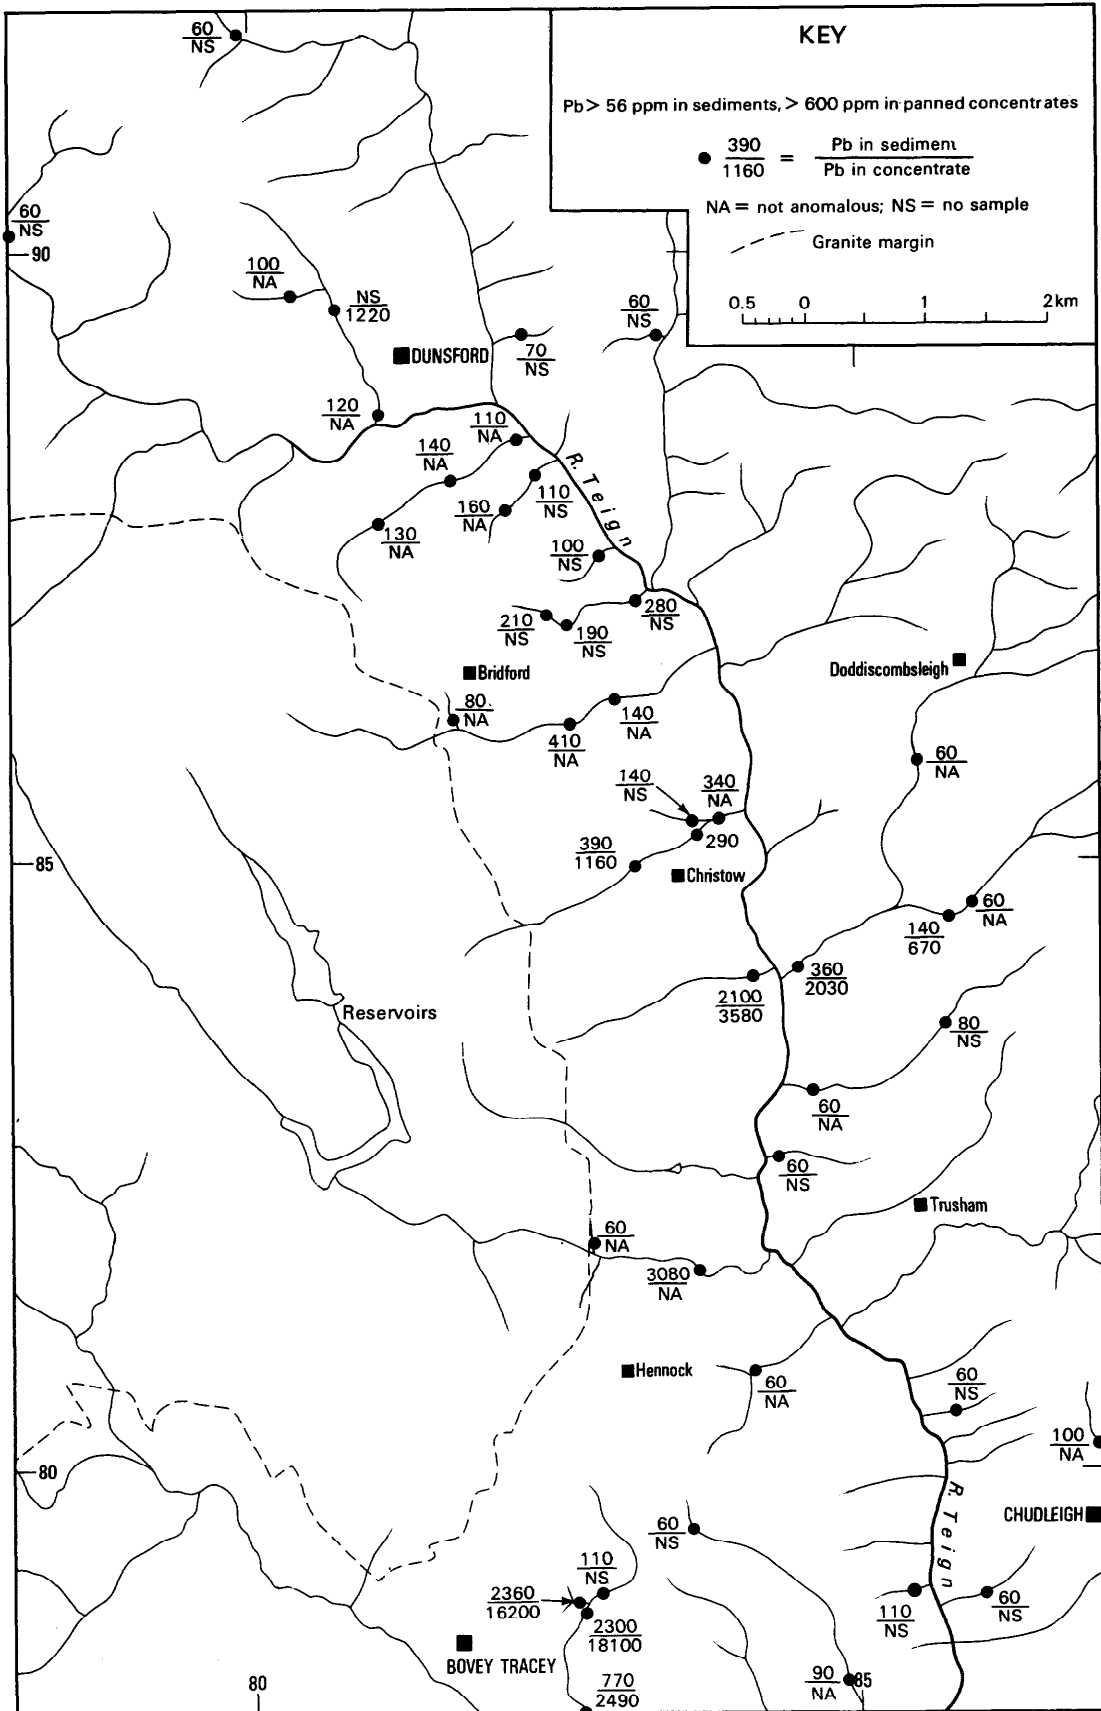 KEY
Pb > 56 ppm in sediments, > 600 ppm in panned concentrates
390
1160
=
Pb in sediment
Pb in concentrate
NA = not anomalous; NS = no sample
Granite margin
0.5 0 1 2 km
60
NS
60
NS
90
100
NA
NS
1220
60
NS
70
NS
DUNSFORD
120
NA
110
NA
140
NA
R. Teign
110
NS
160
NA
130
NA
100
NS
280
NS
210
NS
190
NS
Bridford
Doddiscombsleigh
80
NA
140
NA
410
NA
60
NA
140
NS
340
NA
290
390
1160
85
Christow
60
NA
140
670
360
2030
2100
3580
Reservoirs
80
NS
60
NA
60
NS
Trusham
60
NA
3080
NA
Hennock
60
NA
60
NS
100
NA
80
R. Teign
CHUDLEIGH
60
NS
110
NS
2360
16200
2300
18100
110
NS
60
NS
BOVEY TRACEY
770
2490
90
NA
85
80